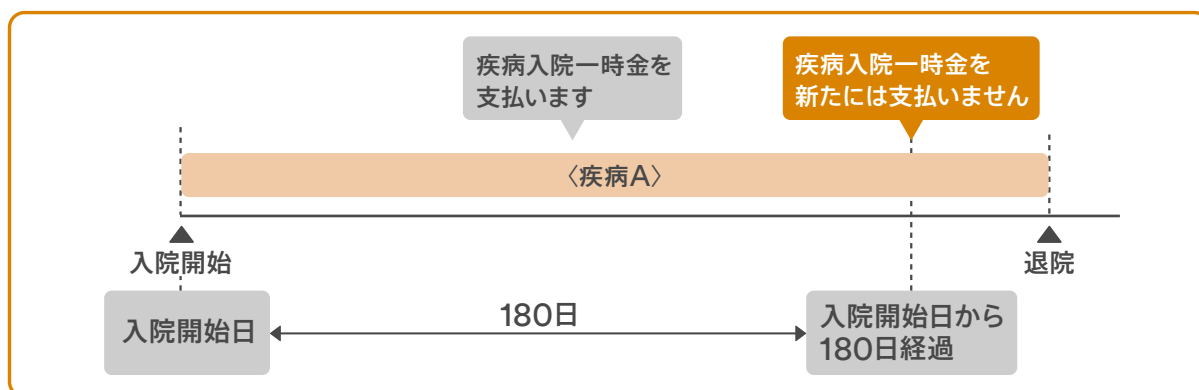 疾病入院一時金を
支払います
疾病入院一時金を
新たには支払いません
〈疾病A〉
入院開始
退院
入院開始日
180日
入院開始日から
180日経過